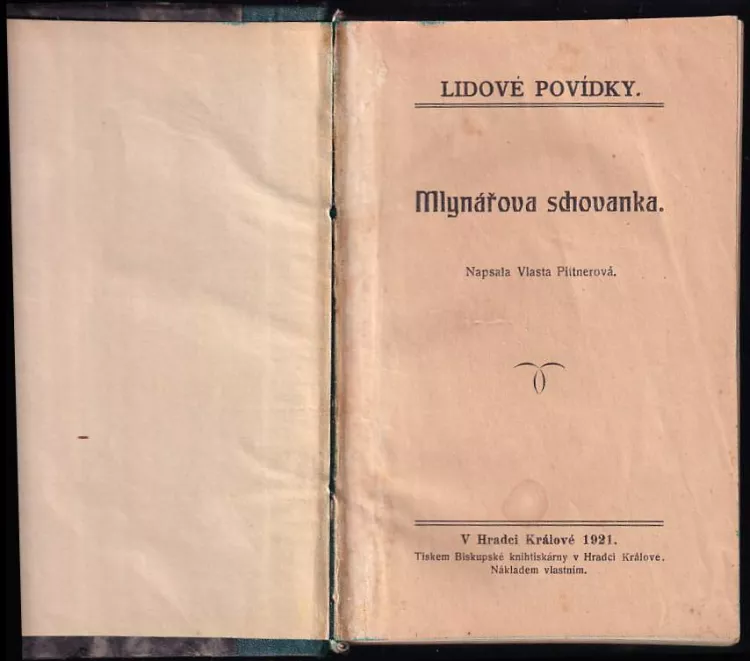 LIDOVÉ POVÍDKY.
Mlynářova schovanka.
Napsala Vlasta Pittnerová.
V Hradci Králové 1921.
Tiskem Biskupské knihtiskárny v Hradci Králové.
Nákladem vlastním.